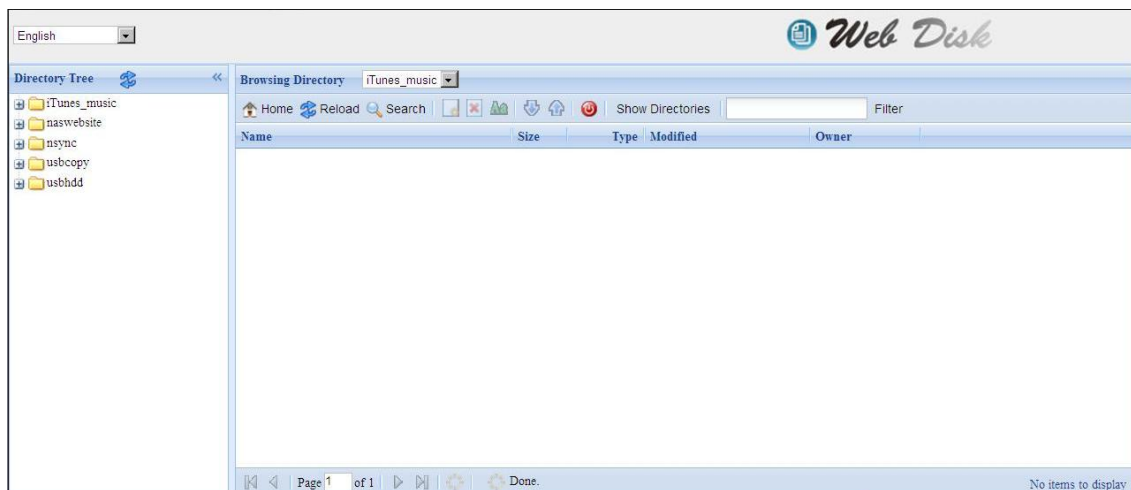 English
Web Disk
Directory Tree
Browsing Directory iTunes_music
iTunes_music
naswebsite
nsync
usbcopy
usbhdd
Home Reload Search Show Directories Filter
Name Size Type Modified Owner
Page 1 of 1 Done. No items to display